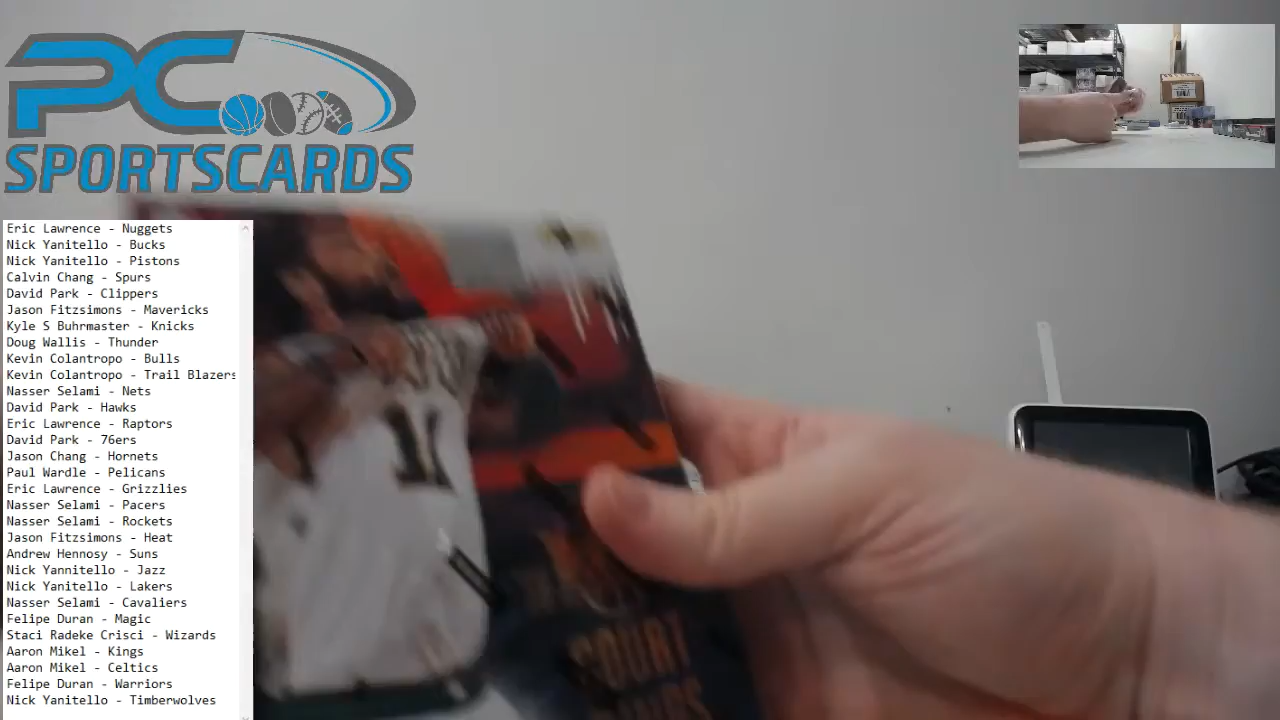 PC
SPORTSCARDS
Eric Lawrence - Nuggets
Nick Yanitello - Bucks
Nick Yanitello - Pistons
Calvin Chang - Spurs
David Park - Clippers
Jason Fitzsimons - Mavericks
Kyle S Buhrmaster - Knicks
Doug Wallis - Thunder
Kevin Colantropo - Bulls
Kevin Colantropo - Trail Blazers
Nasser Selami - Nets
David Park - Hawks
Eric Lawrence - Raptors
David Park - 76ers
Jason Chang - Hornets
Paul Wardle - Pelicans
Eric Lawrence - Grizzlies
Nasser Selami - Pacers
Nasser Selami - Rockets
Jason Fitzsimons - Heat
Andrew Hennosy - Suns
Nick Yannitello - Jazz
Nick Yanitello - Lakers
Nasser Selami - Cavaliers
Felipe Duran - Magic
Staci Radeke Crisci - Wizards
Aaron Mikel - Kings
Aaron Mikel - Celtics
Felipe Duran - Warriors
Nick Yanitello - Timberwolves
COURT